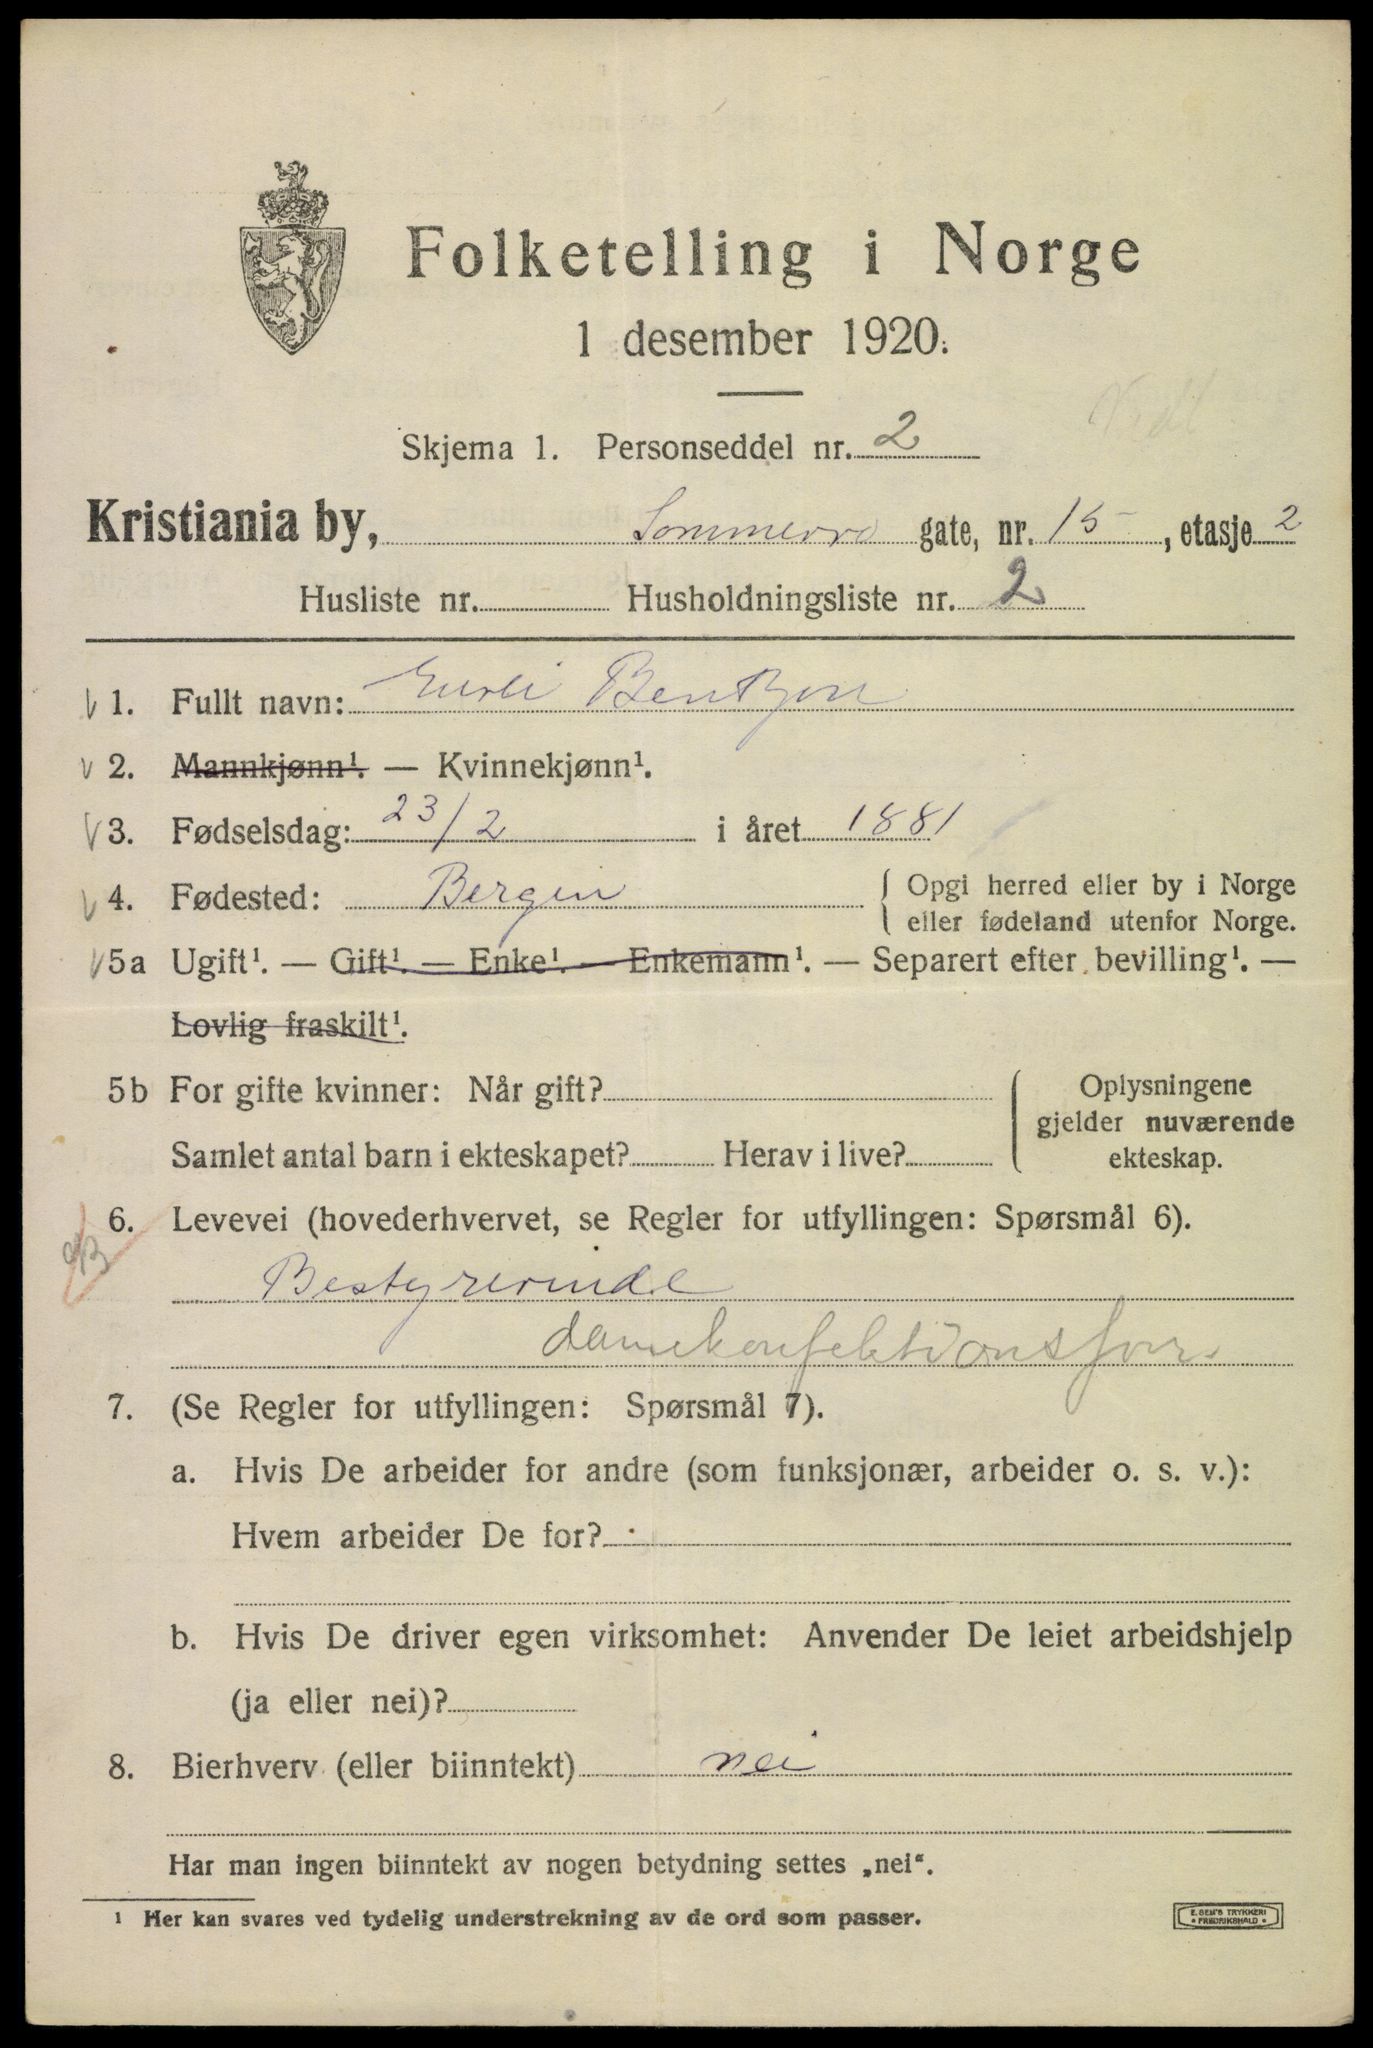 Folketelling i Norge
1 desember 1920.
Skjema 1. Personseddel nr. 2
Kristiania by, Sommerro gate, nr. 15, etasje 2
Husliste nr. Husholdningsliste nr. 2
1. Fullt navn: Bentzon
2. Mannkjønn¹. — Kvinnekjønn¹.
3. Fødselsdag: 23/2 i året 1881
4. Fødested: Bergen { Opgi herred eller by i Norge
eller fødeland utenfor Norge.
5a Ugift¹. — Gift¹. — Enke¹. — Enkemann¹. — Separert efter bevilling¹. —
Lovlig fraskilt¹.
5b For gifte kvinner: Når gift? Oplysningene
gjelder nuværende
Samlet antal barn i ekteskapet? Herav i live? ekteskap.
6. Levevei (hovederhvervet, se Regler for utfyllingen: Spørsmål 6).
Bestyrerinde
damekonfektionsforr.
7. (Se Regler for utfyllingen: Spørsmål 7).
a. Hvis De arbeider for andre (som funksjonær, arbeider o. s. v.):
Hvem arbeider De for?
b. Hvis De driver egen virksomhet: Anvender De leiet arbeidshjelp
(ja eller nei)?
8. Bierhverv (eller biinntekt) nei
Har man ingen biinntekt av nogen betydning settes „nei“.
¹ Her kan svares ved tydelig understrekning av de ord som passer.
E. SEM'S TRYKKERI
• FREDRIKSHALD •